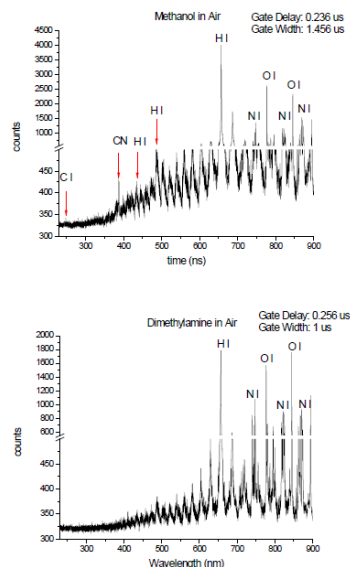 Methanol in Air
Gate Delay: 0.236 us
Gate Width: 1.456 us
4500
4000
3500
3000
2500
2000
1500
1000
500
450
400
350
300
counts
C I
CN
H I
H I
H I
N I
O I
N I
O I
N I
300
400
500
600
700
800
900
time (ns)
Dimethylamine in Air
Gate Delay: 0.256 us
Gate Width: 1 us
2000
1800
1600
1400
1200
1000
800
600
450
400
350
300
counts
H I
N I
O I
N I
O I
N I
300
400
500
600
700
800
900
Wavelength (nm)